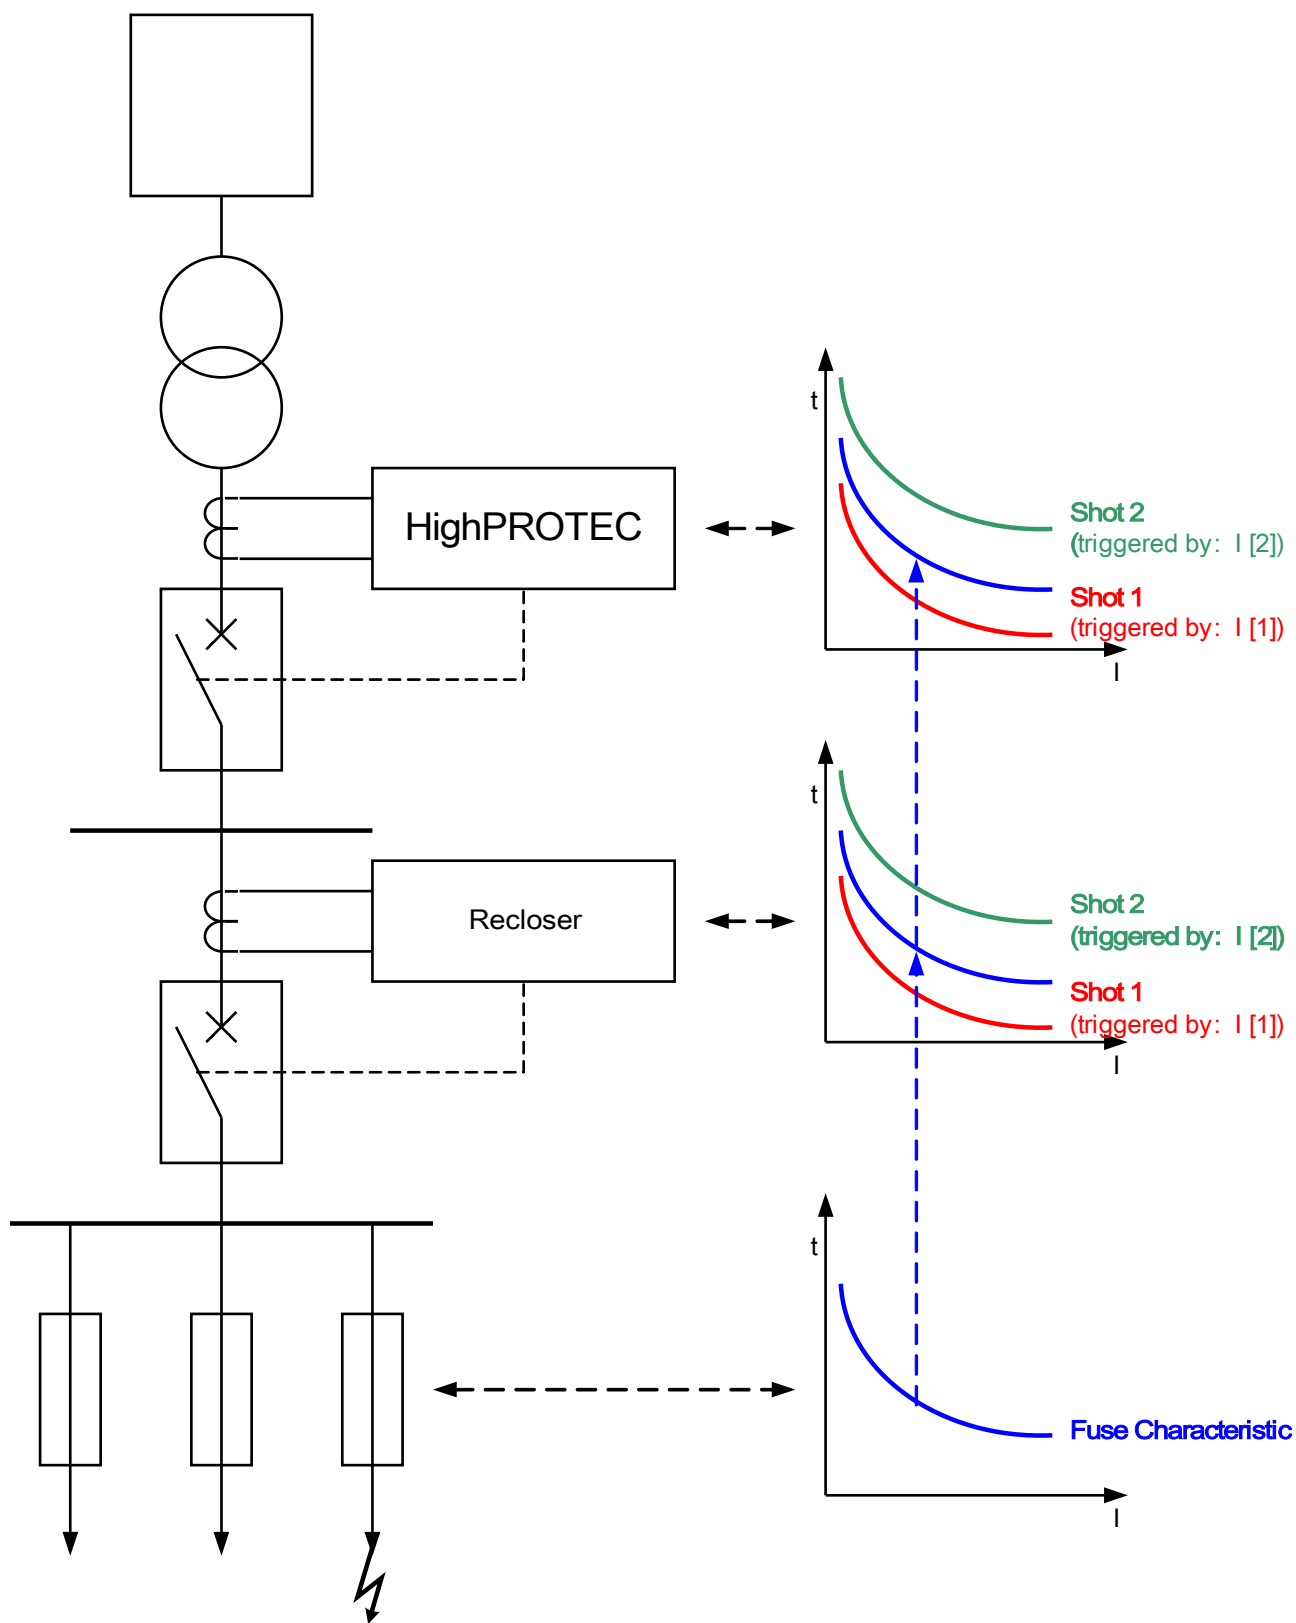 t
HighPROTEC
Shot 2
(triggered by: I [2])
Shot 1
(triggered by: I [1])
I
t
Recloser
Shot 2
(triggered by: I [2])
Shot 1
(triggered by: I [1])
I
t
Fuse Characteristic
I